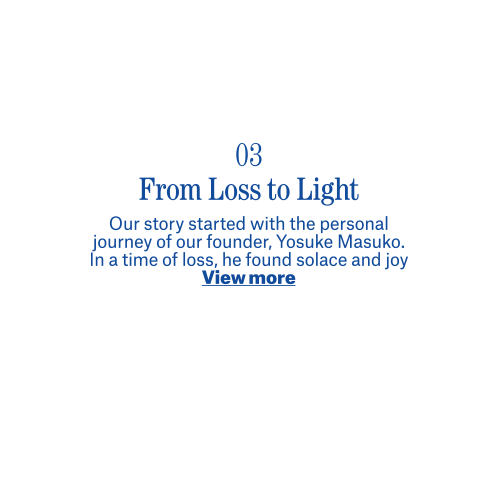 03
From Loss to Light
Our story started with the personal
journey of our founder, Yosuke Masuko.
In a time of loss, he found solace and joy
View more